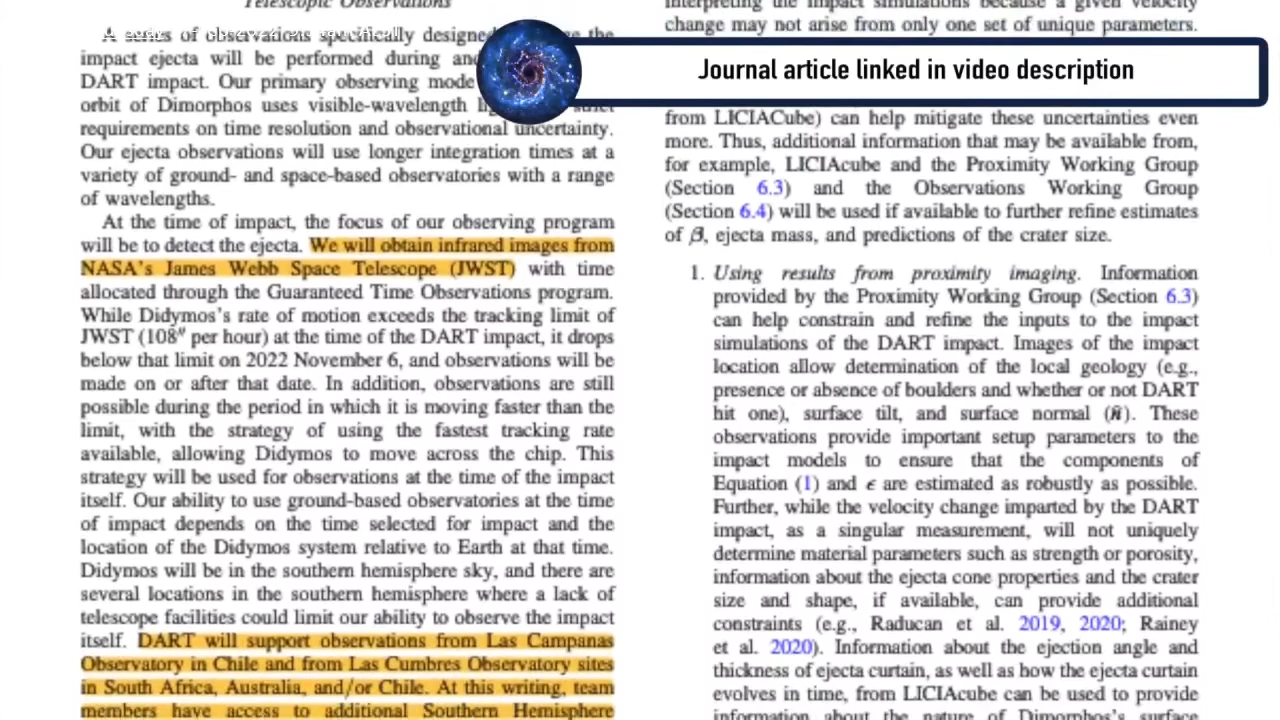 Telescopic Observations
of observations specifically designed the
impact ejecta will be performed during and
DART impact. Our primary observing mode
orbit of Dimorphos uses visible-wavelength
requirements on time resolution and observational uncertainty.
Our ejecta observations will use longer integration times at a
variety of ground- and space-based observatories with a range
of wavelengths.
At the time of impact, the focus of our observing program
will be to detect the ejecta. We will obtain infrared images from
NASA's James Webb Space Telescope (JWST) with time
allocated through the Guaranteed Time Observations program.
While Didymos's rate of motion exceeds the tracking limit of
JWST (108″ per hour) at the time of the DART impact, it drops
below that limit on 2022 November 6, and observations will be
made on or after that date. In addition, observations are still
possible during the period in which it is moving faster than the
limit, with the strategy of using the fastest tracking rate
available, allowing Didymos to move across the chip. This
strategy will be used for observations at the time of the impact
itself. Our ability to use ground-based observatories at the time
of impact depends on the time selected for impact and the
location of the Didymos system relative to Earth at that time.
Didymos will be in the southern hemisphere sky, and there are
several locations in the southern hemisphere where a lack of
telescope facilities could limit our ability to observe the impact
itself. DART will support observations from Las Campanas
Observatory in Chile and from Las Cumbres Observatory sites
in South Africa, Australia, and/or Chile. At this writing, team
members have access to additional Southern Hemisphere
interpreting the impact simulations because a given velocity
change may not arise from only one set of unique parameters.
Journal article linked in video description
from LICIACube) can help mitigate these uncertainties even
more. Thus, additional information that may be available from,
for example, LICIAcube and the Proximity Working Group
(Section 6.3) and the Observations Working Group
(Section 6.4) will be used if available to further refine estimates
of β, ejecta mass, and predictions of the crater size.
1. Using results from proximity imaging. Information
provided by the Proximity Working Group (Section 6.3)
can help constrain and refine the inputs to the impact
simulations of the DART impact. Images of the impact
location allow determination of the local geology (e.g.,
presence or absence of boulders and whether or not DART
hit one), surface tilt, and surface normal (n̂). These
observations provide important setup parameters to the
impact models to ensure that the components of
Equation (1) and ϵ are estimated as robustly as possible.
Further, while the velocity change imparted by the DART
impact, as a singular measurement, will not uniquely
determine material parameters such as strength or porosity,
information about the ejecta cone properties and the crater
size and shape, if available, can provide additional
constraints (e.g., Raducan et al. 2019, 2020; Rainey
et al. 2020). Information about the ejection angle and
thickness of ejecta curtain, as well as how the ejecta curtain
evolves in time, from LICIAcube can be used to provide
information about the nature of Dimorphos's surface